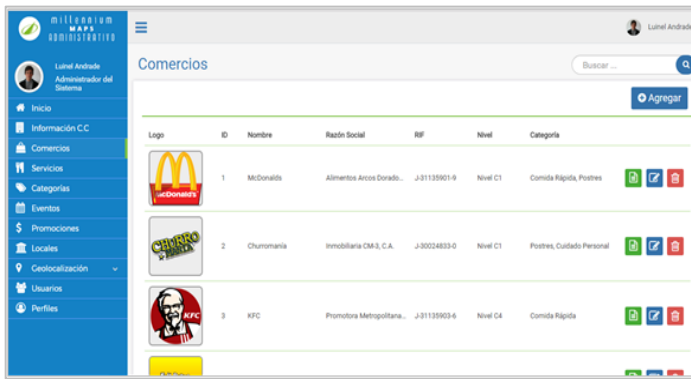 millennium
MAPS
ADMINISTRATIVO
Luinel Andrade
Luinel Andrade
Administrador del
Sistema
Comercios
Buscar ...
Agregar
Inicio
Información C.C
Comercios
Servicios
Categorías
Eventos
Promociones
Locales
Geolocalización
Usuarios
Perfiles
Logo ID Nombre Razón Social RIF Nivel Categoría
McDonald's
1 McDonalds Alimentos Arcos Dorado... J-31135901-9 Nivel C1 Comida Rápida, Postres
CHURRO
MANIA
2 Churromanía Inmobiliaria CM-3, C.A. J-30024833-0 Nivel C1 Postres, Cuidado Personal
KFC
3 KFC Promotora Metropolitana... J-31135903-6 Nivel C4 Comida Rápida